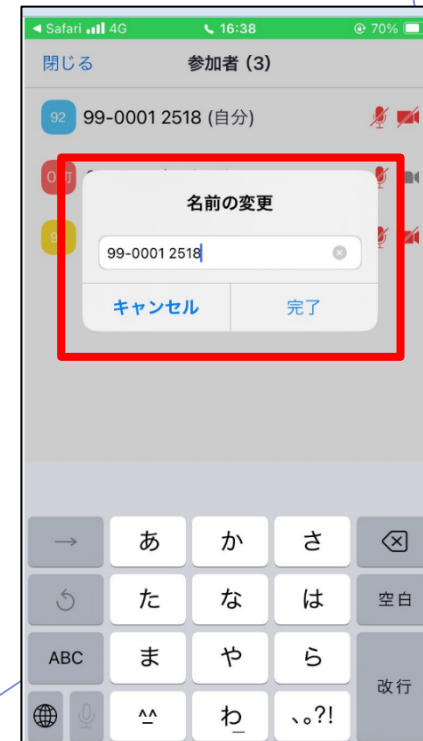 ◀ Safari 4G 16:38 70%
閉じる 参加者 (3)
92 99-0001 2518 (自分)
名前の変更
99-0001 2518
キャンセル 完了
→ あ か さ
た な は 空白
ABC ま や ら
改行
^^ わ_ 、。?!